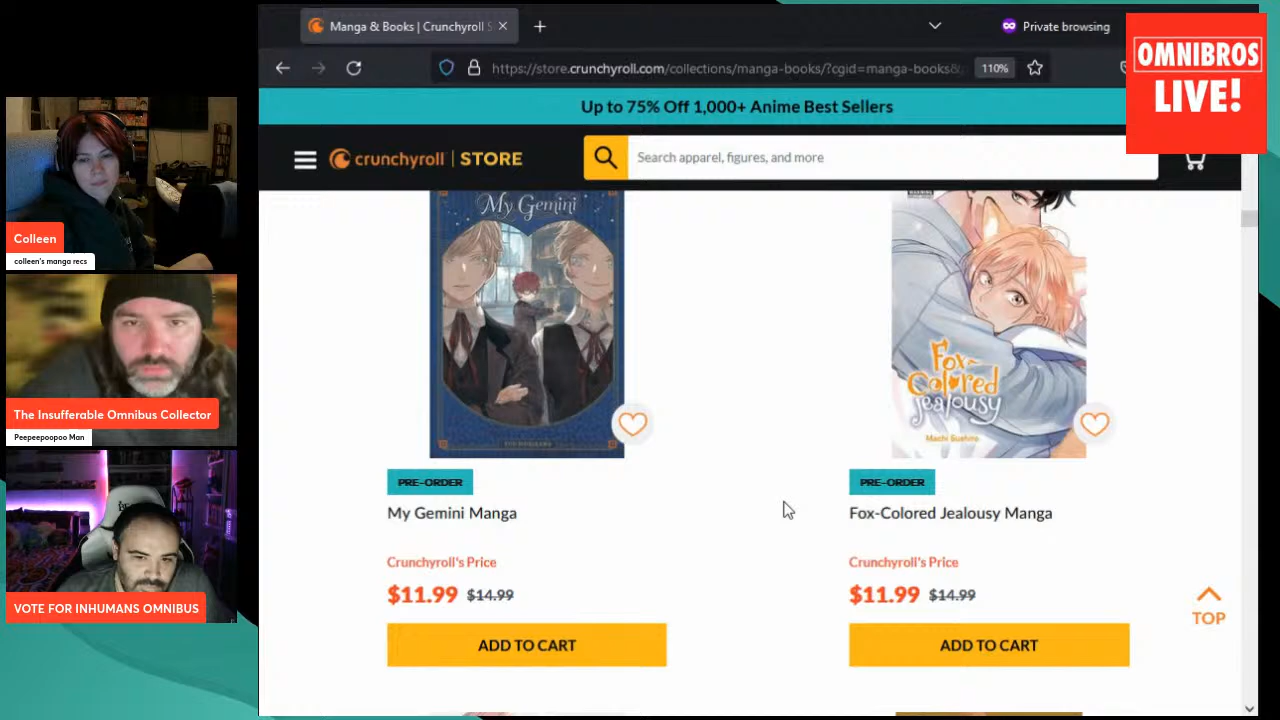 Manga & Books | Crunchyroll S
Private browsing
https://store.crunchyroll.com/collections/manga-books/?cgid=manga-books&
110%
OMNIBROS
LIVE!
Up to 75% Off 1,000+ Anime Best Sellers
crunchyroll | STORE
Search apparel, figures, and more
My Gemini
Fox-
Colored
Jealousy
Machi Suehiro
PRE-ORDER
PRE-ORDER
My Gemini Manga
Fox-Colored Jealousy Manga
Crunchyroll's Price
Crunchyroll's Price
$11.99 $14.99
$11.99 $14.99
ADD TO CART
ADD TO CART
TOP
Colleen
colleen's manga recs
The Insufferable Omnibus Collector
Peepeepoopoo Man
VOTE FOR INHUMANS OMNIBUS